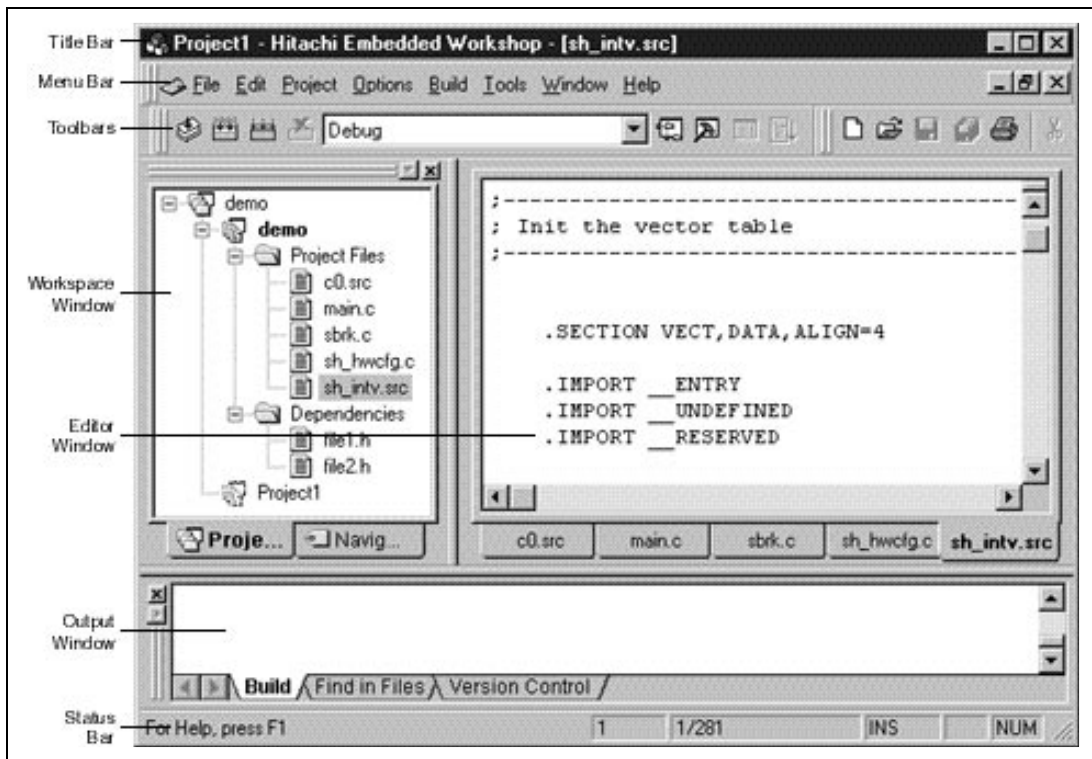 Title Bar
Project1 - Hitachi Embedded Workshop - [sh_intv.src]
Menu Bar
File Edit Project Options Build Tools Window Help
Toolbars
Debug
Workspace
Window
demo
demo
Project Files
c0.src
main.c
sbrk.c
sh_hwcfg.c
sh_intv.src
Dependencies
file1.h
file2.h
Project1
Proje... Navig...
Editor
Window
;----------------------------------------
; Init the vector table
;----------------------------------------
.SECTION VECT,DATA,ALIGN=4
.IMPORT __ENTRY
.IMPORT __UNDEFINED
.IMPORT __RESERVED
c0.src main.c sbrk.c sh_hwcfg.c sh_intv.src
Output
Window
Build Find in Files Version Control
Status
Bar
For Help, press F1 1 1/281 INS NUM